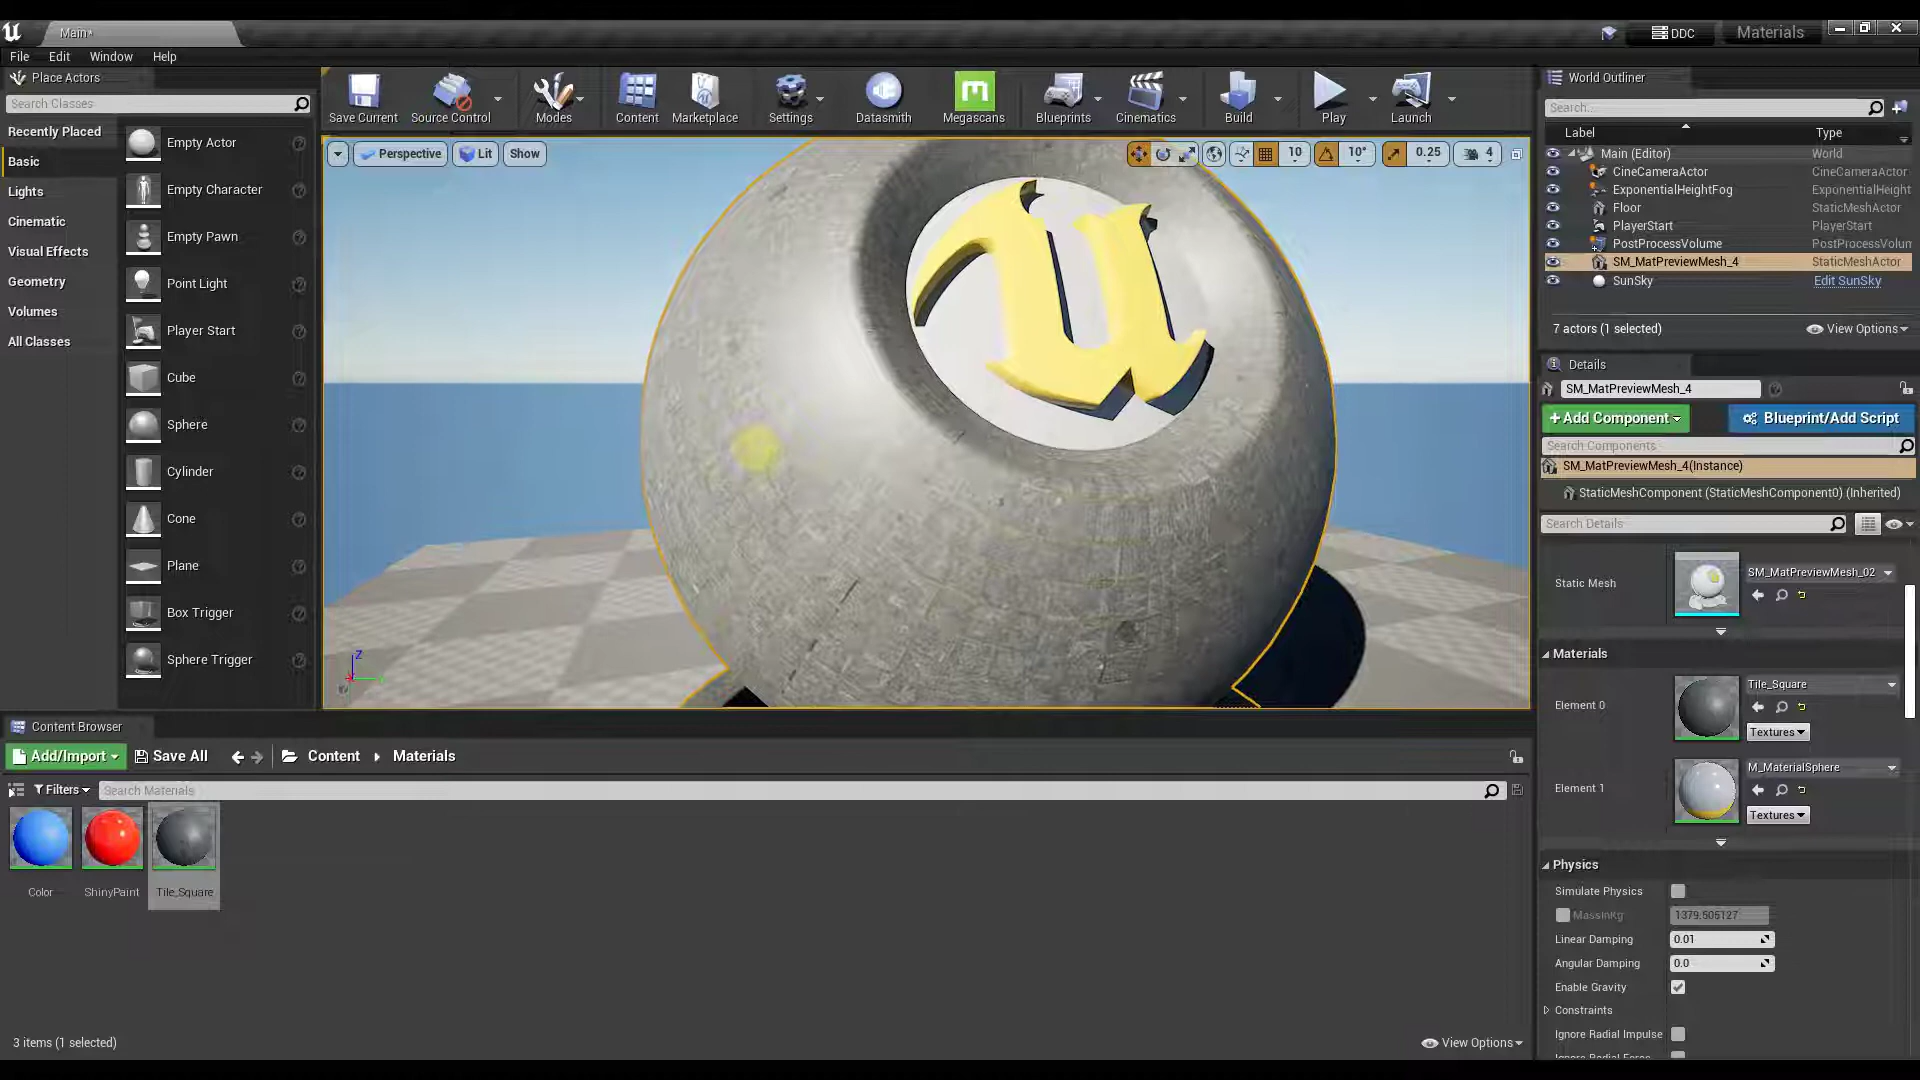 Main*
DDC
Materials
File Edit Window Help
Place Actors
Search Classes
Recently Placed
Basic
Lights
Cinematic
Visual Effects
Geometry
Volumes
All Classes
Empty Actor
Empty Character
Empty Pawn
Point Light
Player Start
Cube
Sphere
Cylinder
Cone
Plane
Box Trigger
Sphere Trigger
Save Current Source Control Modes Content Marketplace Settings Datasmith Megascans Blueprints Cinematics Build Play Launch
Perspective Lit Show
10 10° 0.25 4
Z
World Outliner
Search...
Label Type
Main (Editor) World
CineCameraActor CineCameraActor
ExponentialHeightFog ExponentialHeight
Floor StaticMeshActor
PlayerStart PlayerStart
PostProcessVolume PostProcessVolum
SM_MatPreviewMesh_4 StaticMeshActor
SunSky Edit SunSky
7 actors (1 selected) View Options
Details
SM_MatPreviewMesh_4
+Add Component Blueprint/Add Script
Search Components
SM_MatPreviewMesh_4(Instance)
StaticMeshComponent (StaticMeshComponent0) (Inherited)
Search Details
Static Mesh SM_MatPreviewMesh_02
Materials
Element 0 Tile_Square
Textures
Element 1 M_MaterialSphere
Textures
Physics
Simulate Physics
MassInKg 1379.505127
Linear Damping 0.01
Angular Damping 0.0
Enable Gravity
Constraints
Ignore Radial Impulse
Ignore Radial Force
Content Browser
Add/Import Save All Content Materials
Filters Search Materials
Color ShinyPaint Tile_Square
3 items (1 selected) View Options